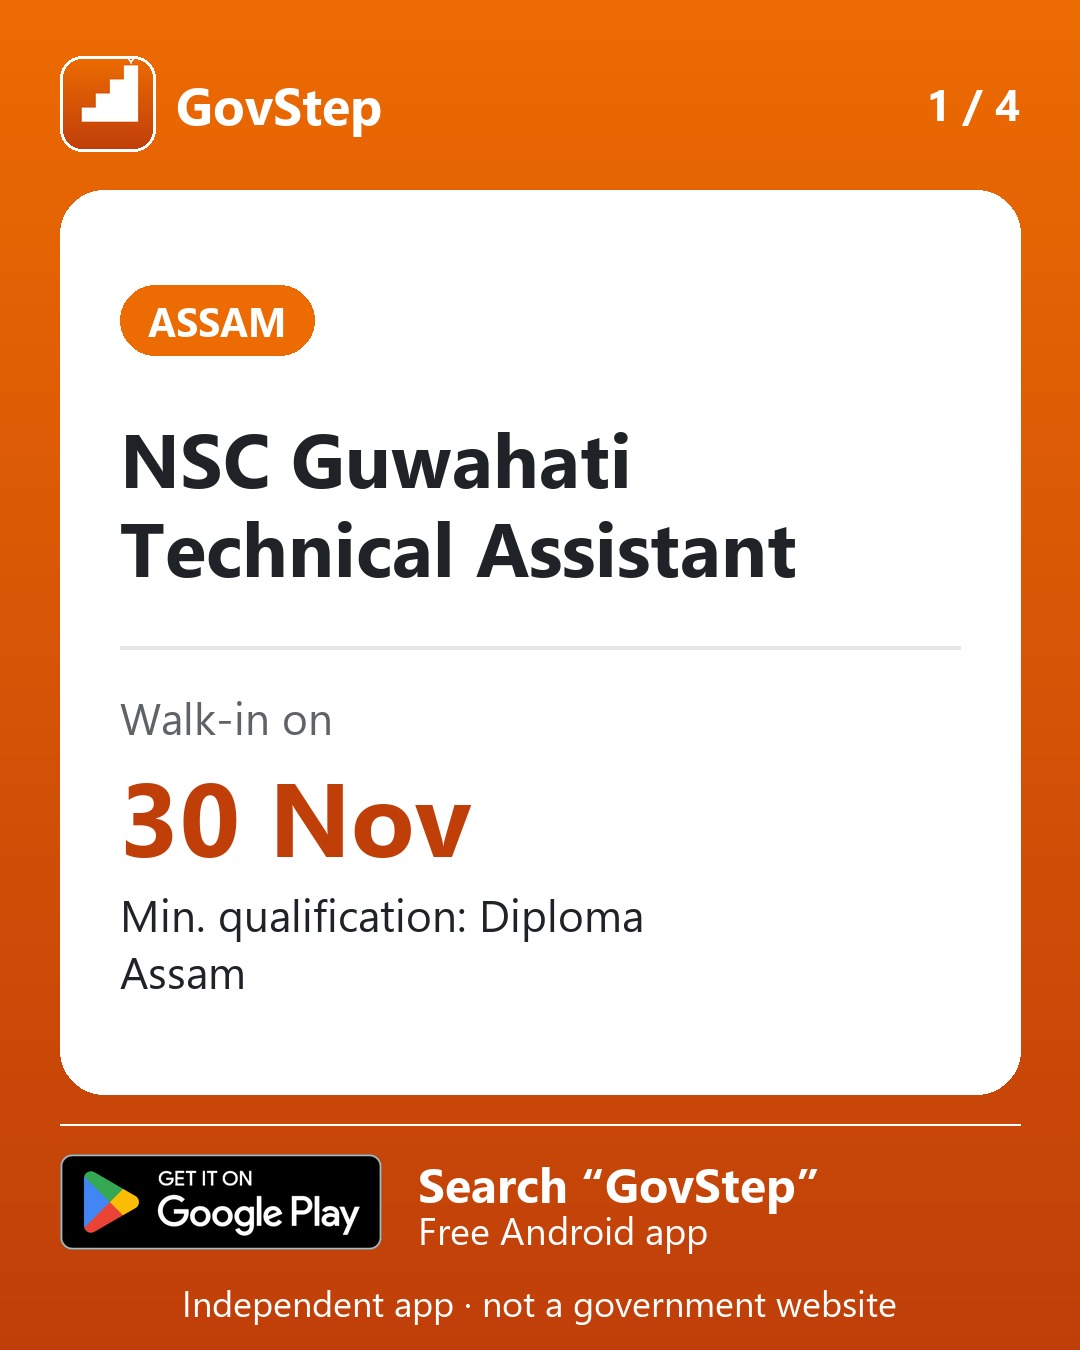 GovStep
1 / 4
ASSAM
NSC Guwahati
Technical Assistant
Walk-in on
30 Nov
Min. qualification: Diploma
Assam
GET IT ON
Google Play
Search “GovStep”
Free Android app
Independent app · not a government website